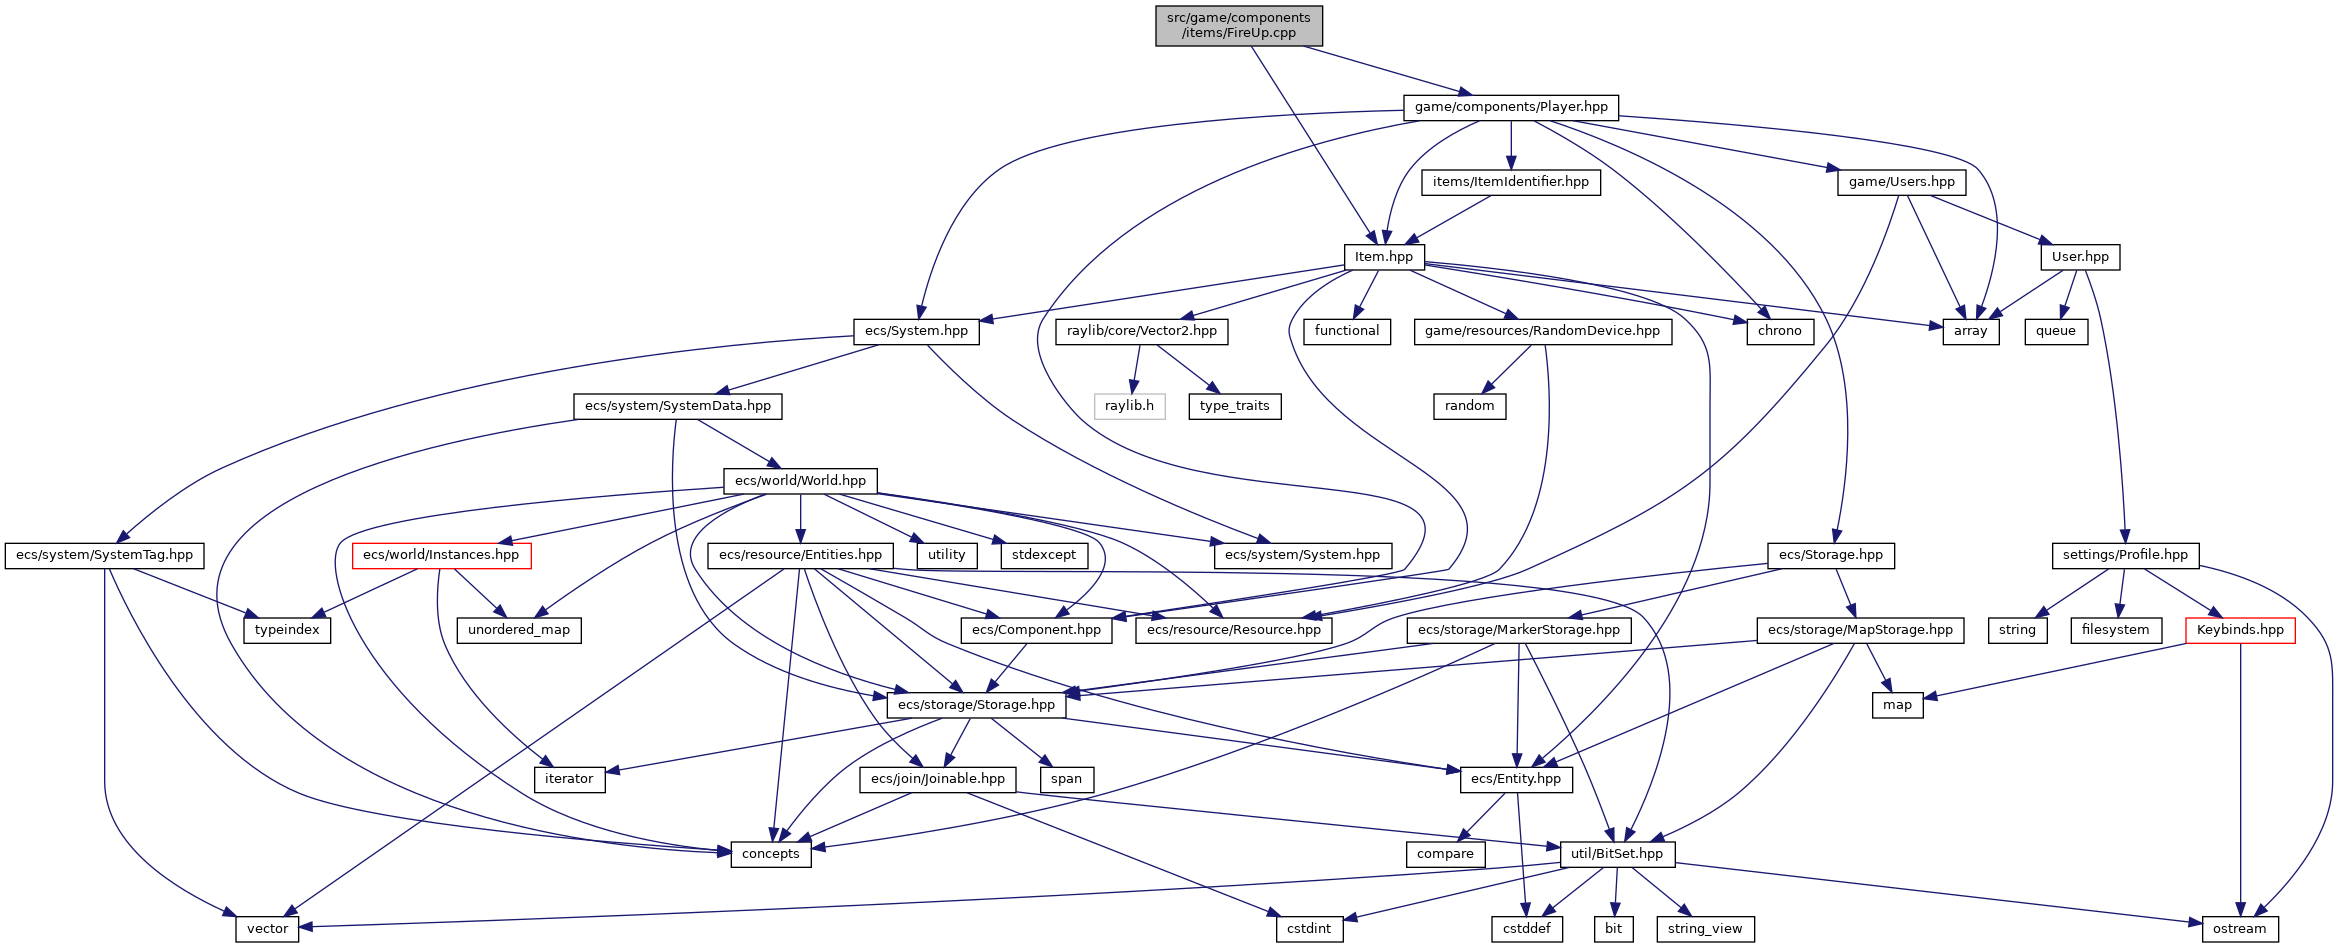 src/game/components
/items/FireUp.cpp
game/components/Player.hpp
items/ItemIdentifier.hpp
game/Users.hpp
Item.hpp
User.hpp
ecs/System.hpp
raylib/core/Vector2.hpp
functional
game/resources/RandomDevice.hpp
chrono
array
queue
ecs/system/SystemData.hpp
raylib.h
type_traits
random
ecs/world/World.hpp
ecs/system/SystemTag.hpp
ecs/world/Instances.hpp
ecs/resource/Entities.hpp
utility
stdexcept
ecs/system/System.hpp
ecs/Storage.hpp
settings/Profile.hpp
typeindex
unordered_map
ecs/Component.hpp
ecs/resource/Resource.hpp
ecs/storage/MarkerStorage.hpp
ecs/storage/MapStorage.hpp
string
filesystem
Keybinds.hpp
ecs/storage/Storage.hpp
map
iterator
ecs/join/Joinable.hpp
span
ecs/Entity.hpp
concepts
compare
util/BitSet.hpp
vector
cstdint
cstddef
bit
string_view
ostream